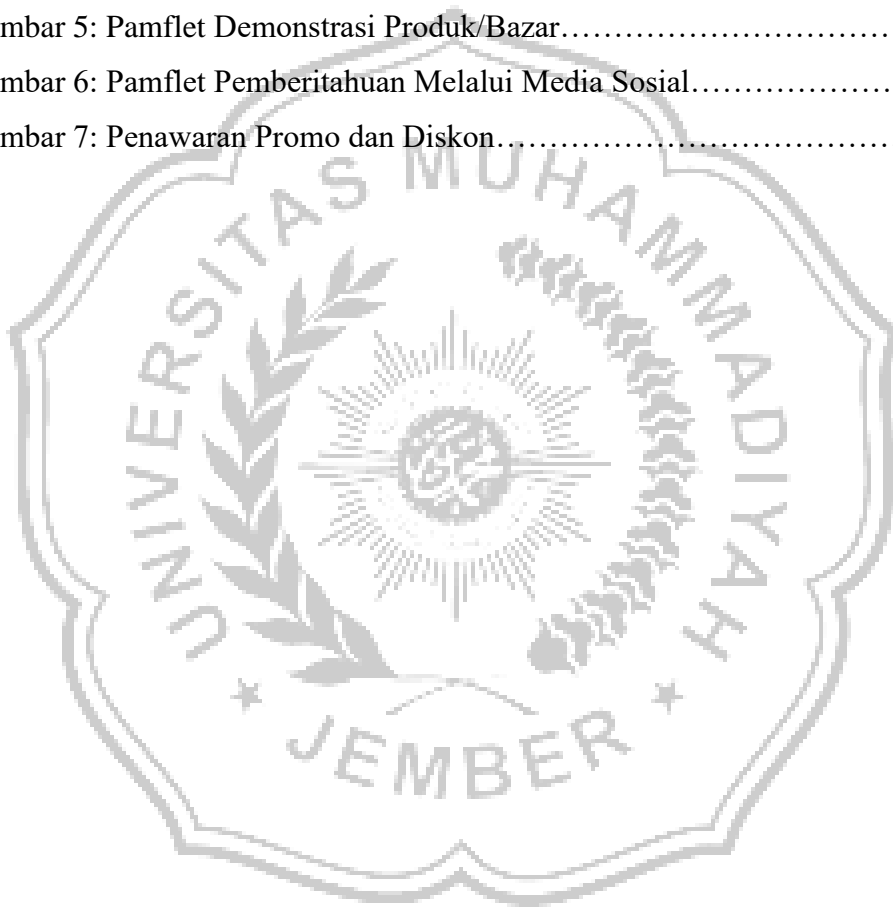 mbar 5: Pamflet Demonstrasi Produk/Bazar…………………………
mbar 6: Pamflet Pemberitahuan Melalui Media Sosial………………
mbar 7: Penawaran Promo dan Diskon………………………………
UNIVERSITAS MUHAMMADIYAH
JEMBER